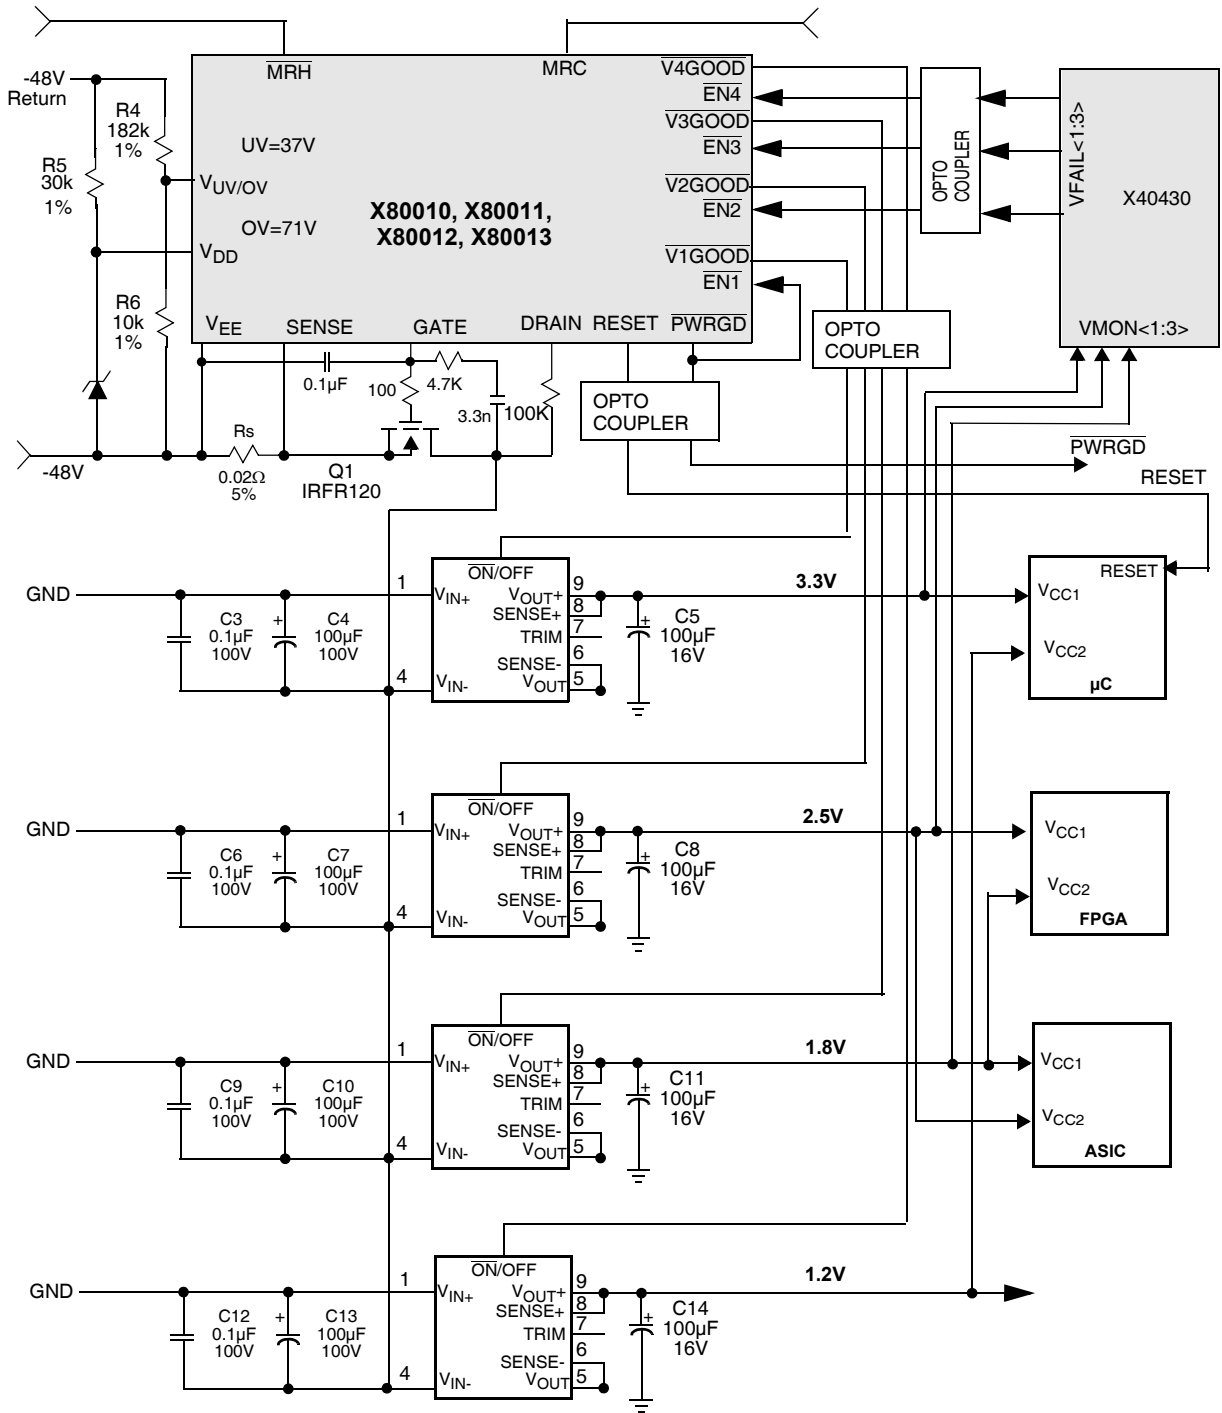 MRH
MRC
V4GOOD
EN4
V3GOOD
EN3
V2GOOD
EN2
V1GOOD
EN1
-48V
Return
R4
182k
1%
R5
30k
1%
R6
10k
1%
UV=37V
VUV/OV
OV=71V
VDD
X80010, X80011,
X80012, X80013
VEE
SENSE
GATE
DRAIN
RESET
PWRGD
OPTO
COUPLER
VFAIL<1:3>
X40430
VMON<1:3>
OPTO
COUPLER
0.1µF
100
4.7K
3.3n
100K
OPTO
COUPLER
-48V
Rs
0.02Ω
5%
Q1
IRFR120
PWRGD
RESET
GND
C3
0.1µF
100V
+
C4
100µF
100V
1
4
ON/OFF
VIN+
VIN-
VOUT+
SENSE+
TRIM
SENSE-
VOUT
9
8
7
6
5
+
C5
100µF
16V
3.3V
RESET
VCC1
VCC2
µC
GND
C6
0.1µF
100V
+
C7
100µF
100V
1
4
ON/OFF
VIN+
VIN-
VOUT+
SENSE+
TRIM
SENSE-
VOUT
9
8
7
6
5
+
C8
100µF
16V
2.5V
VCC1
VCC2
FPGA
GND
C9
0.1µF
100V
+
C10
100µF
100V
1
4
ON/OFF
VIN+
VIN-
VOUT+
SENSE+
TRIM
SENSE-
VOUT
9
8
7
6
5
+
C11
100µF
16V
1.8V
VCC1
VCC2
ASIC
GND
C12
0.1µF
100V
+
C13
100µF
100V
1
4
ON/OFF
VIN+
VIN-
VOUT+
SENSE+
TRIM
SENSE-
VOUT
9
8
7
6
5
+
C14
100µF
16V
1.2V